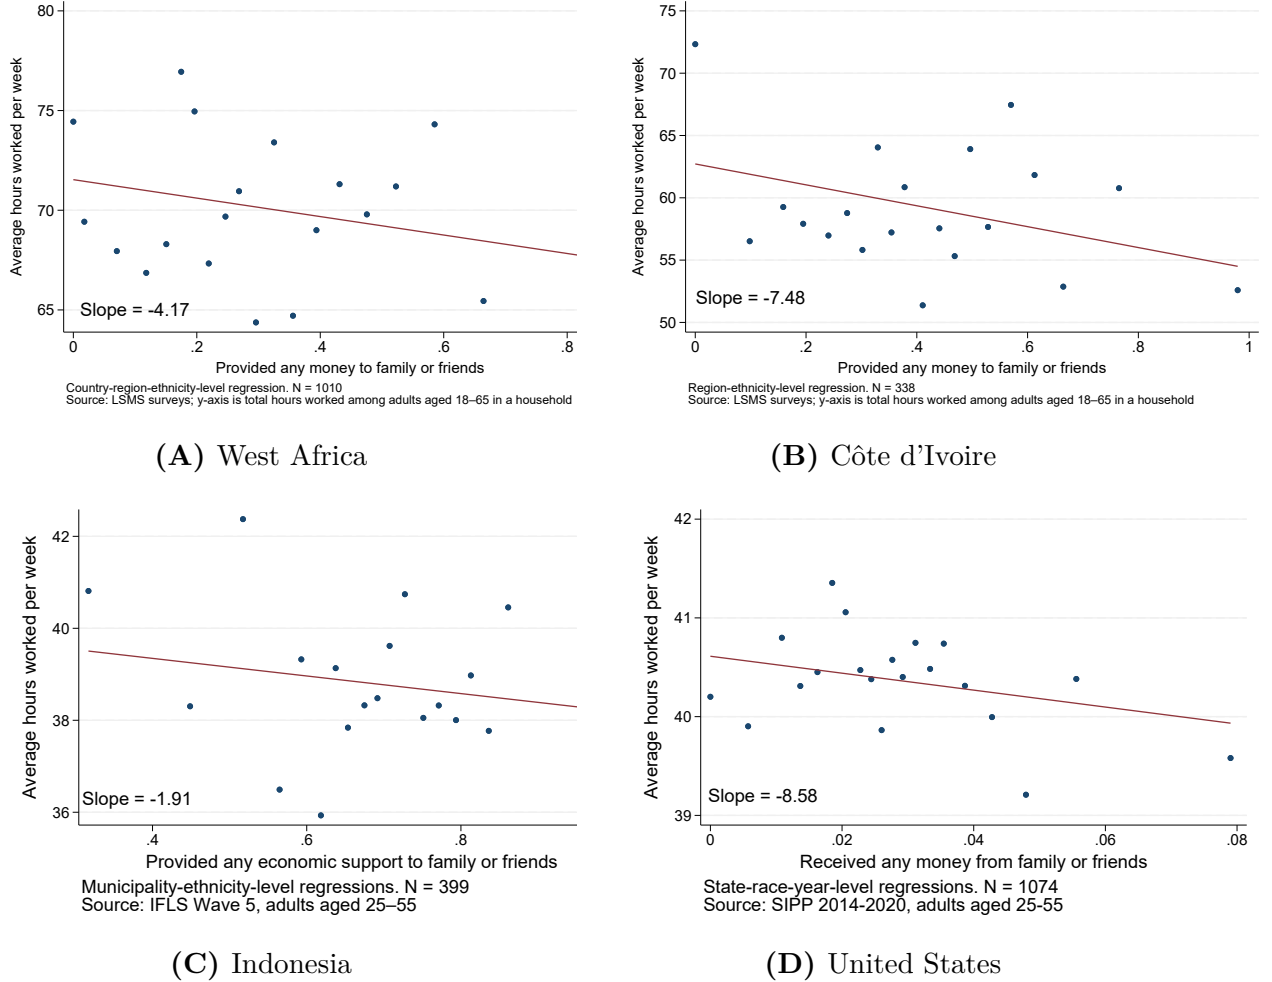 80
75
70
65
Average hours worked per week
Slope = -4.17
0 .2 .4 .6 .8
Provided any money to family or friends
Country-region-ethnicity-level regression. N = 1010
Source: LSMS surveys; y-axis is total hours worked among adults aged 18–65 in a household
(A) West Africa
75
70
65
60
55
50
Average hours worked per week
Slope = -7.48
0 .2 .4 .6 .8 1
Provided any money to family or friends
Region-ethnicity-level regression. N = 338
Source: LSMS surveys; y-axis is total hours worked among adults aged 18–65 in a household
(B) Côte d'Ivoire
42
40
38
36
Average hours worked per week
Slope = -1.91
.4 .6 .8
Provided any economic support to family or friends
Municipality-ethnicity-level regressions. N = 399
Source: IFLS Wave 5, adults aged 25–55
(C) Indonesia
42
41
40
39
Average hours worked per week
Slope = -8.58
0 .02 .04 .06 .08
Received any money from family or friends
State-race-year-level regressions. N = 1074
Source: SIPP 2014-2020, adults aged 25-55
(D) United States